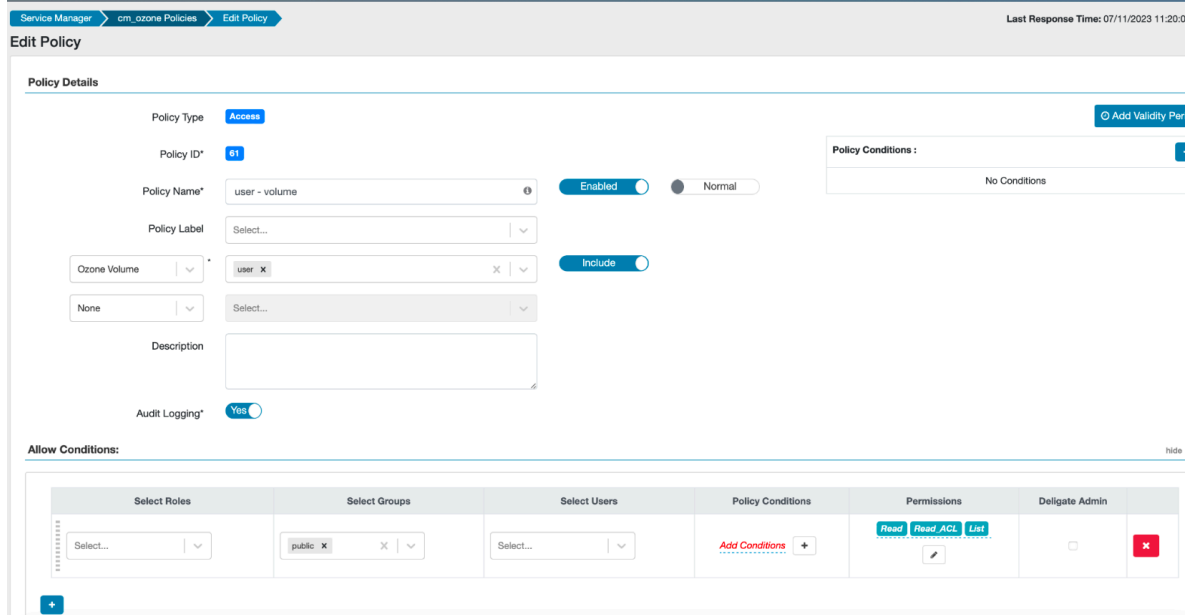 Service Manager cm_ozone Policies Edit Policy Last Response Time: 07/11/2023 11:20:0
Edit Policy
Policy Details
Policy Type Access Add Validity Per
Policy ID* 61 Policy Conditions :
No Conditions
Policy Name* user - volume Enabled Normal
Policy Label Select...
Ozone Volume * user x Include
None Select...
Description
Audit Logging* Yes
Allow Conditions: hide
Select Roles Select Groups Select Users Policy Conditions Permissions Deligate Admin
Select... public x Select... Add Conditions + Read Read_ACL List
+